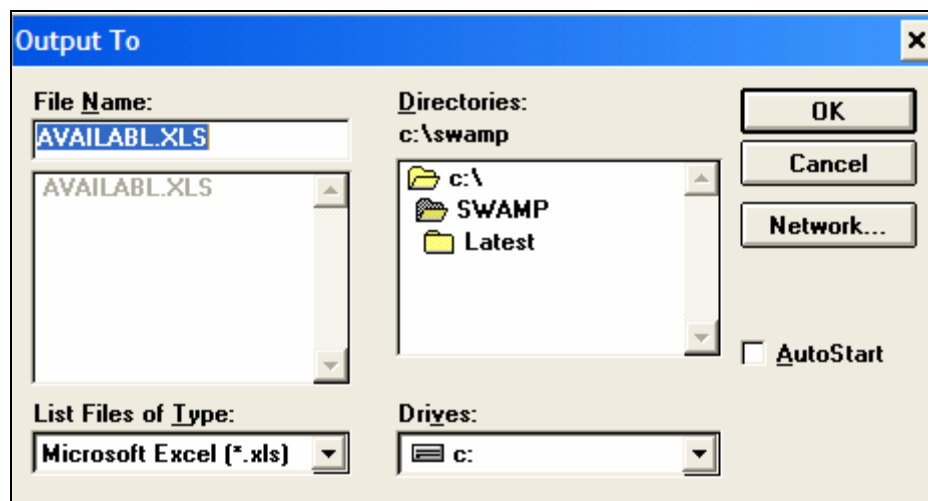 Output To
File Name:
AVAILABL.XLS
AVAILABL.XLS
List Files of Type:
Microsoft Excel (*.xls)
Directories:
c:\swamp
c:\
SWAMP
Latest
Drives:
c:
OK
Cancel
Network...
AutoStart